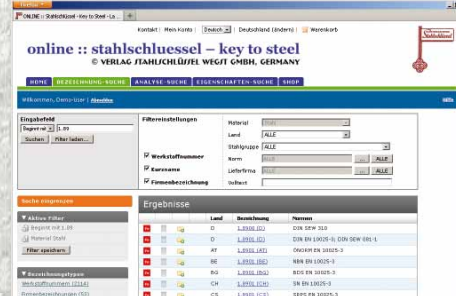 Firefox
ONLINE :: Stahlschlüssel - Key to Steel - La...
Kontakt | Mein Konto | Deutsch | Deutschland (ändern) | Warenkorb
online :: stahlschluessel – key to steel
© VERLAG STAHLSCHLÜSSEL WEGST GMBH, GERMANY
HOME BEZEICHNUNG-SUCHE ANALYSE-SUCHE EIGENSCHAFTEN-SUCHE SHOP
Willkommen, Demo-User | Abmelden
Hilfe
Eingabefeld
Beginnt mit 1.89
Suchen Filter laden...
Filtereinstellungen
Werkstoffnummer
Kurzname
Firmenbezeichnung
Material Stahl
Land ALLE
Stahlgruppe ALLE
Norm ALLE ... ALLE
Lieferfirma ALLE ... ALLE
Volltext
Suche eingrenzen
Aktive Filter
Beginnt mit 1.89
Material Stahl
Filter speichern
Bezeichnungstypen
Werkstoffnummern (2214)
Firmenbezeichnungen (52)
Ergebnisse
Land Bezeichnung Normen
D 1.8900 (D) DIN SEW 310
D 1.8901 (D) DIN EN 10025-3; DIN SEW 081-1
AT 1.8901 (AT) ÖNORM EN 10025-3
BE 1.8901 (BE) NBN EN 10025-3
BG 1.8901 (BG) BDS EN 10025-3
CH 1.8901 (CH) SN EN 10025-3
CS 1.8901 (CS)